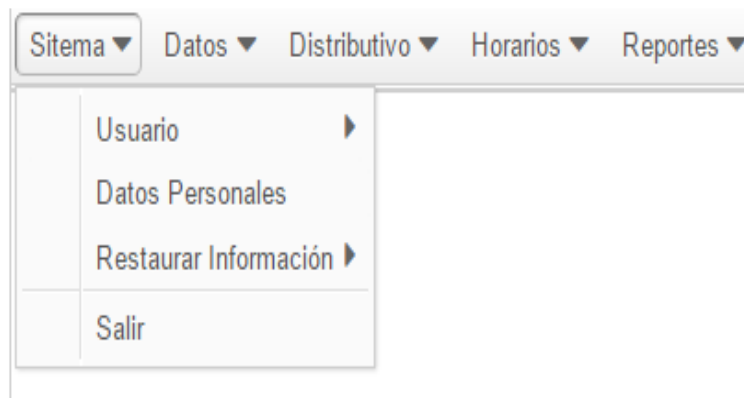 Sitema Datos Distributivo Horarios Reportes
Usuario
Datos Personales
Restaurar Información
Salir